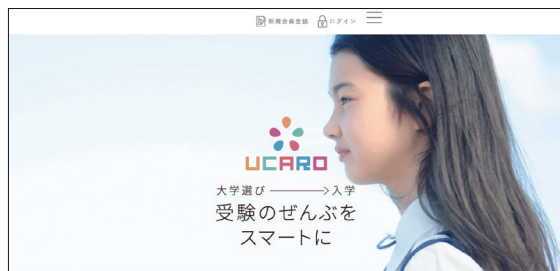 新規会員登録 ログイン
UCARO
大学選び → 入学
受験のぜんぶを
スマートに